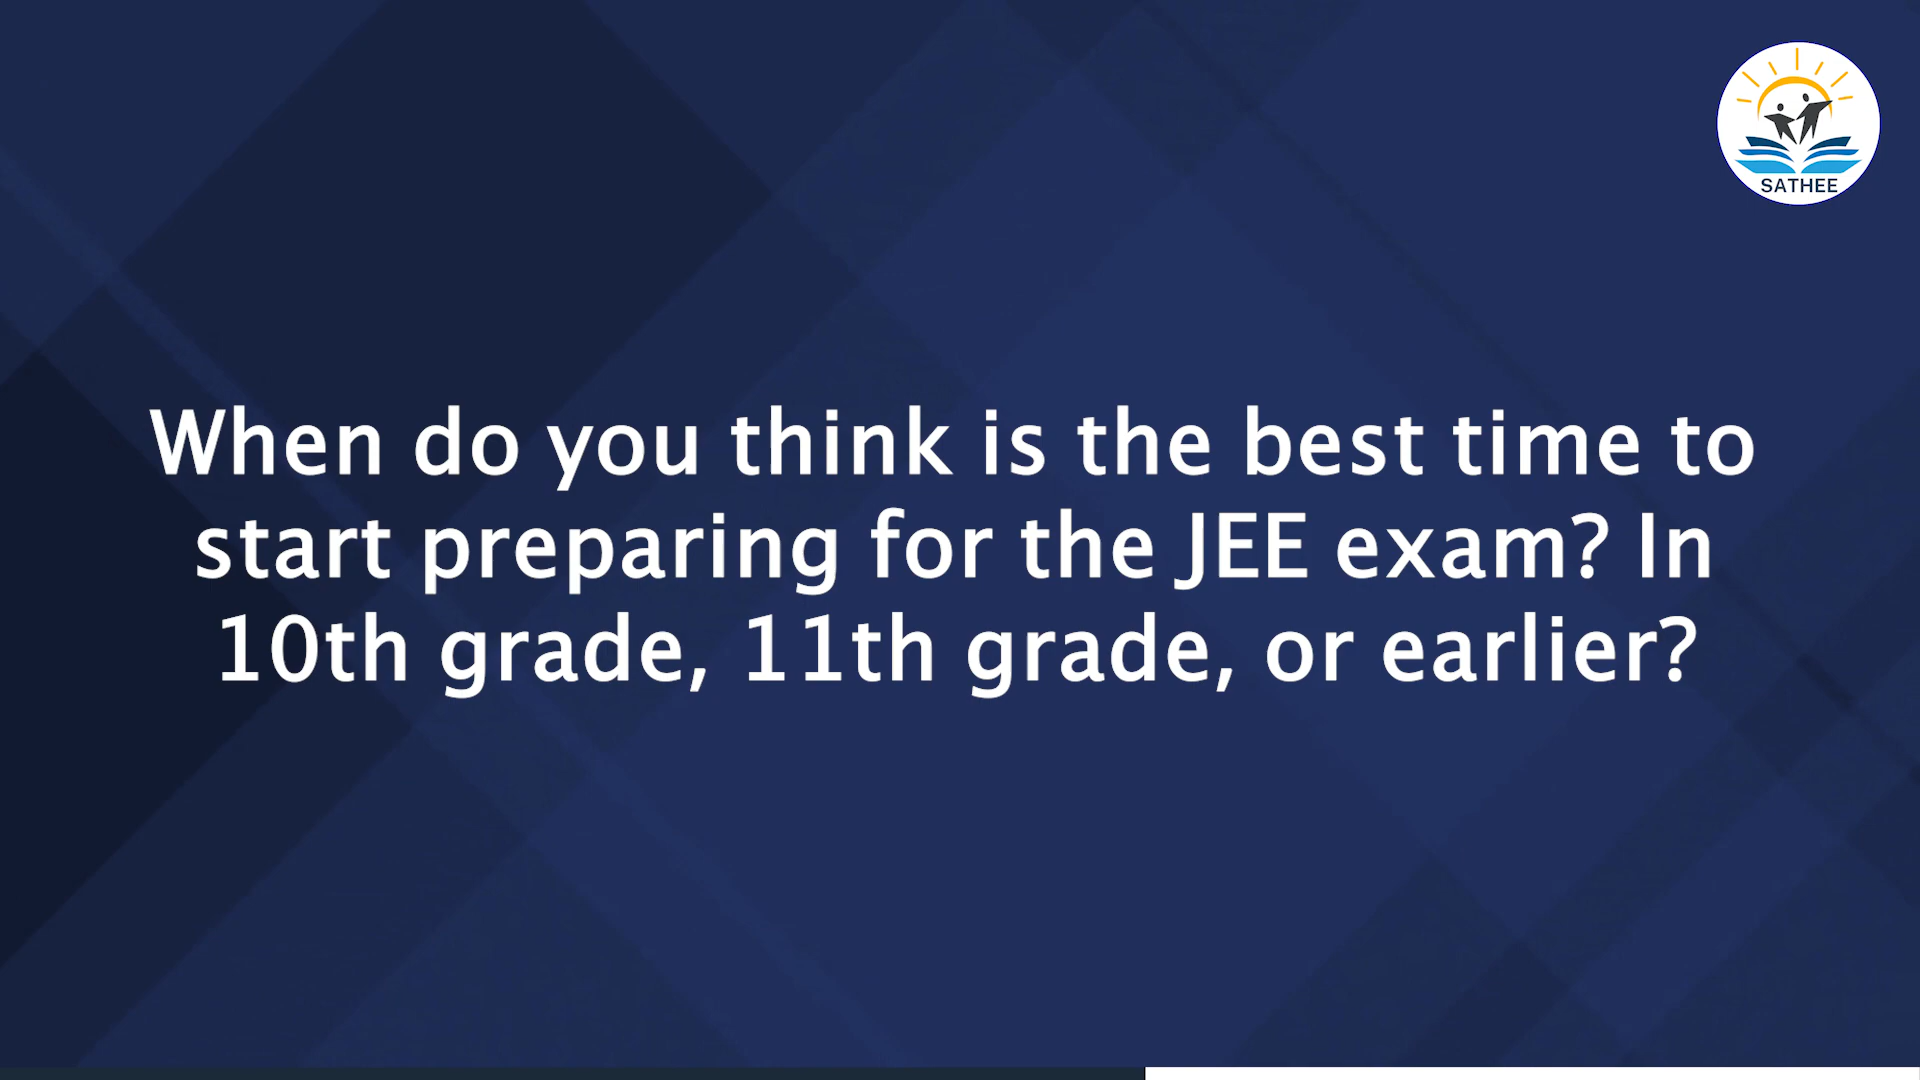 SATHEE
When do you think is the best time to
start preparing for the JEE exam? In
10th grade, 11th grade, or earlier?